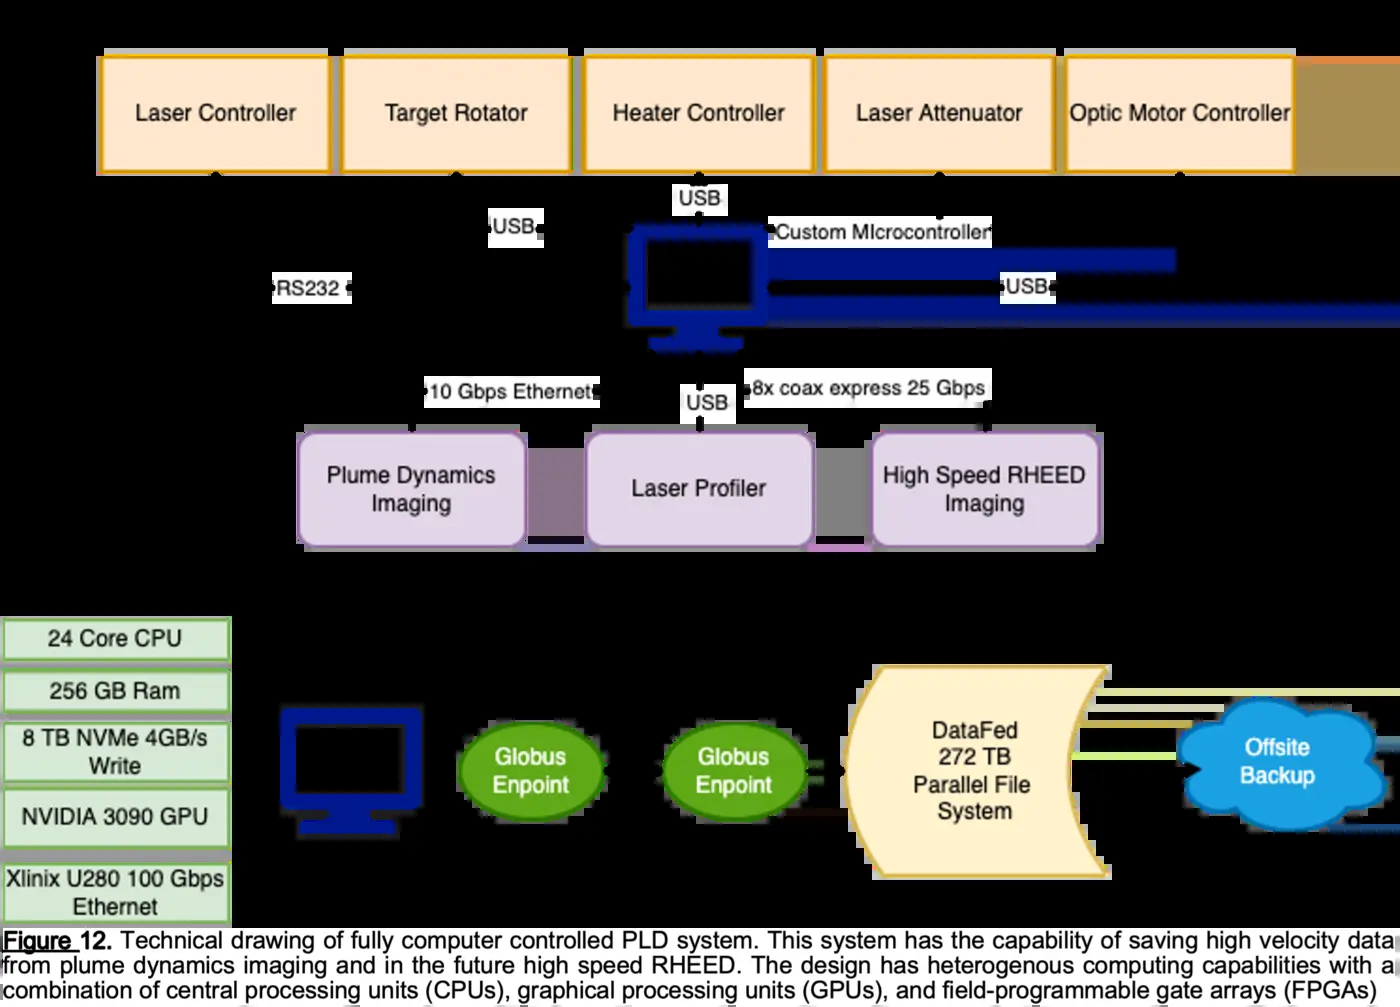 Laser Controller
Target Rotator
Heater Controller
Laser Attenuator
Optic Motor Controller
USB
USB
Custom MIcrocontroller
RS232
USB
10 Gbps Ethernet
USB
8x coax express 25 Gbps
Plume Dynamics
Imaging
Laser Profiler
High Speed RHEED
Imaging
24 Core CPU
256 GB Ram
8 TB NVMe 4GB/s
Write
NVIDIA 3090 GPU
Xlinix U280 100 Gbps
Ethernet
Globus
Enpoint
Globus
Enpoint
DataFed
272 TB
Parallel File
System
Offsite
Backup
Figure 12. Technical drawing of fully computer controlled PLD system. This system has the capability of saving high velocity data
from plume dynamics imaging and in the future high speed RHEED. The design has heterogenous computing capabilities with a
combination of central processing units (CPUs), graphical processing units (GPUs), and field-programmable gate arrays (FPGAs)